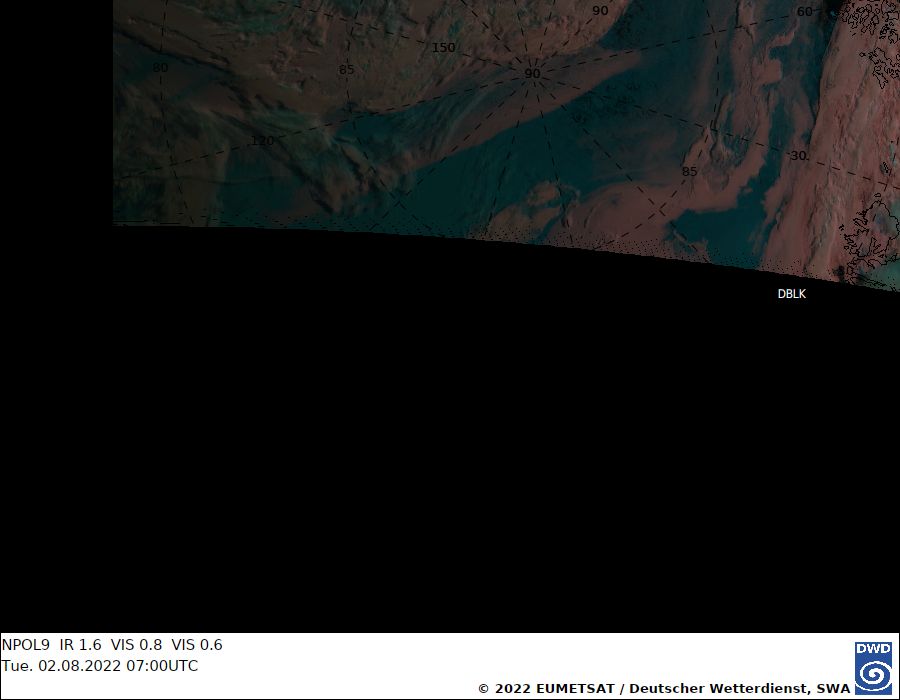 90
60
150
80
85
90
120
30
85
30
DBLK
NPOL9 IR 1.6 VIS 0.8 VIS 0.6
Tue. 02.08.2022 07:00UTC
DWD
© 2022 EUMETSAT / Deutscher Wetterdienst, SWA